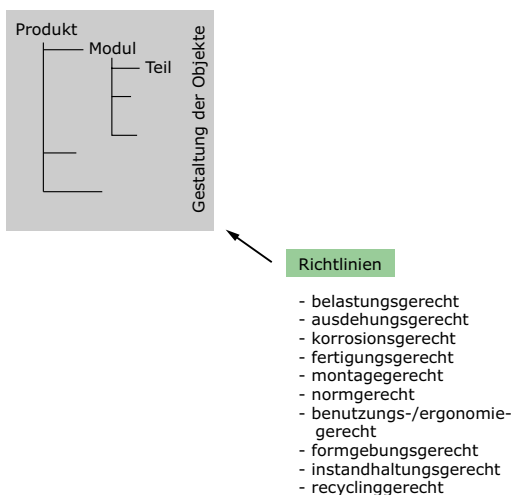 Produkt
Modul
Teil
Gestaltung der Objekte
Richtlinien
- belastungsgerecht
- ausdehungsgerecht
- korrosionsgerecht
- fertigungsgerecht
- montagegerecht
- normgerecht
- benutzungs-/ergonomie-
gerecht
- formgebungsgerecht
- instandhaltungsgerecht
- recyclinggerecht